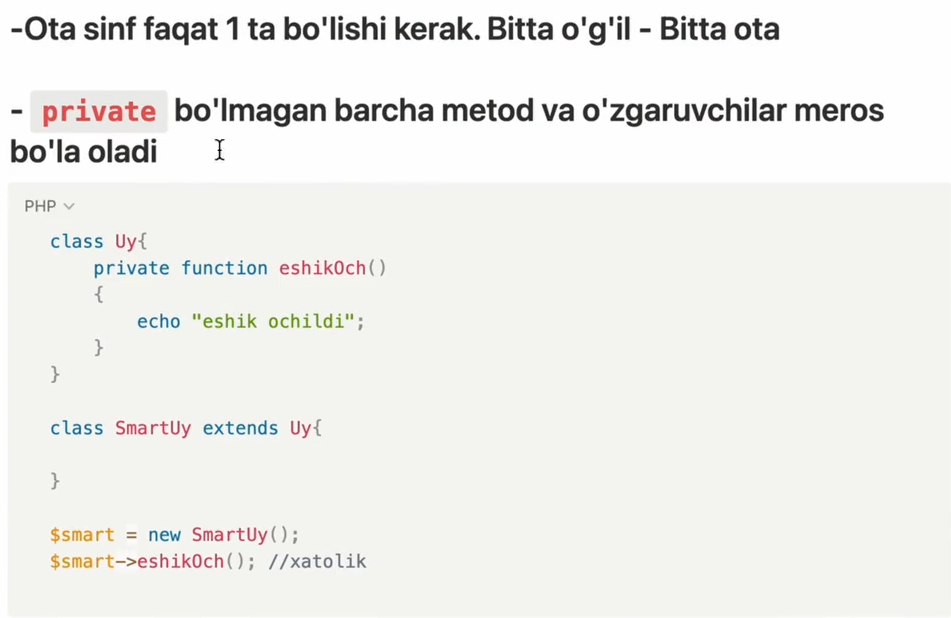 -Ota sinf faqat 1 ta bo'lishi kerak. Bitta o'g'il - Bitta ota
- private bo'lmagan barcha metod va o'zgaruvchilar meros
bo'la oladi
PHP
class Uy{
    private function eshikOch()
    {
        echo "eshik ochildi";
    }
}
class SmartUy extends Uy{
}
$smart = new SmartUy();
$smart->eshikOch(); //xatolik